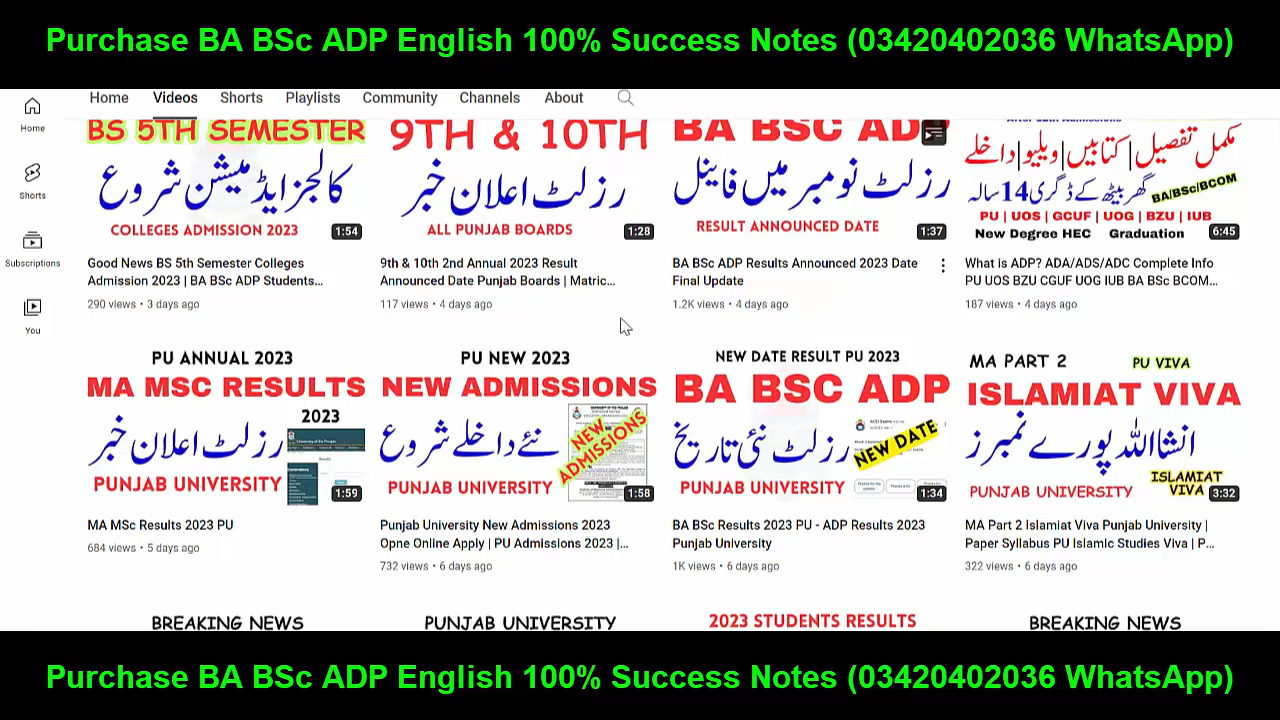 Purchase BA BSc ADP English 100% Success Notes (03420402036 WhatsApp)
Home Videos Shorts Playlists Community Channels About
Home
Shorts
Subscriptions
You
BS 5TH SEMESTER
کالجز ایڈمیشن شروع
COLLEGES ADMISSION 2023
1:54
Good News BS 5th Semester Colleges
Admission 2023 | BA BSc ADP Students...
290 views • 3 days ago
9TH & 10TH
رزلٹ اعلان خبر
ALL PUNJAB BOARDS
1:28
9th & 10th 2nd Annual 2023 Result
Announced Date Punjab Boards | Matric...
117 views • 4 days ago
BA BSC ADP
رزلٹ نومبر میں فاینل
RESULT ANNOUNCED DATE
1:37
BA BSC ADP Results Announced 2023 Date
Final Update
1.2K views • 4 days ago
After 12th Admissions
مکمل تفصیل|کتابیں|ویلیو|داخلے
گھر بیٹھ کے ڈگری 14 سالہ
BA/BSc/BCOM
PU | UOS | GCUF | UOG | BZU | IUB
New Degree HEC Graduation
6:45
What is ADP? ADA/ADS/ADC Complete Info
PU UOS BZU CGUF UOG IUB BA BSc BCOM...
187 views • 4 days ago
PU ANNUAL 2023
MA MSC RESULTS
2023
رزلٹ اعلان خبر
PUNJAB UNIVERSITY
1:59
MA MSc Results 2023 PU
684 views • 5 days ago
PU NEW 2023
NEW ADMISSIONS
نئے داخلے شروع
NEW
ADMISSIONS
PUNJAB UNIVERSITY
1:58
Punjab University New Admissions 2023
Opne Online Apply | PU Admissions 2023 |...
732 views • 6 days ago
NEW DATE RESULT PU 2023
BA BSC ADP
رزلٹ نئی تاریخ
NEW DATE
PUNJAB UNIVERSITY
1:34
BA BSc Results 2023 PU - ADP Results 2023
Punjab University
1K views • 6 days ago
MA PART 2 PU VIVA
ISLAMIAT VIVA
انشااللہ پورے نمبرز
PUNJAB UNIVERSITY
ISLAMIAT
VIVA
3:32
MA Part 2 Islamiat Viva Punjab University |
Paper Syllabus PU Islamic Studies Viva | P...
322 views • 6 days ago
BREAKING NEWS
PUNJAB UNIVERSITY
2023 STUDENTS RESULTS
BREAKING NEWS
Purchase BA BSc ADP English 100% Success Notes (03420402036 WhatsApp)